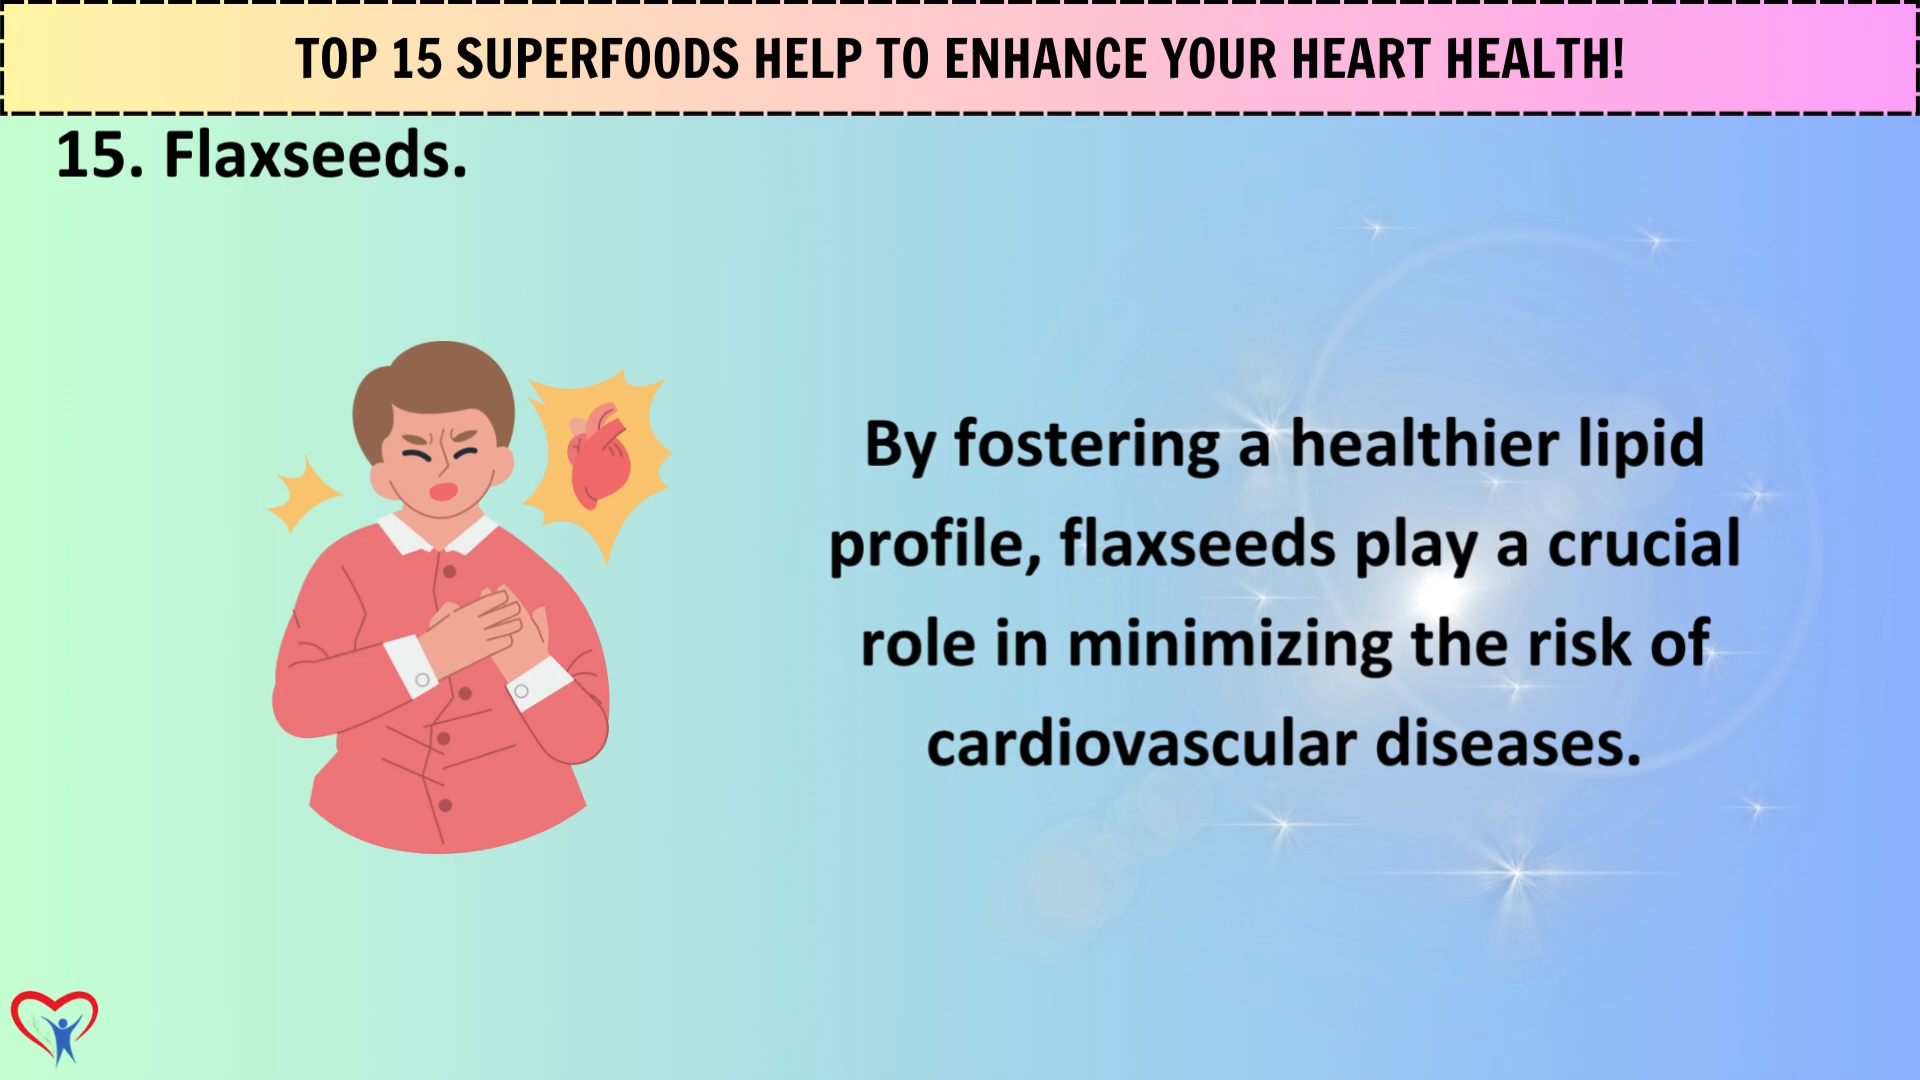 TOP 15 SUPERFOODS HELP TO ENHANCE YOUR HEART HEALTH!
15. Flaxseeds.
By fostering a healthier lipid
profile, flaxseeds play a crucial
role in minimizing the risk of
cardiovascular diseases.